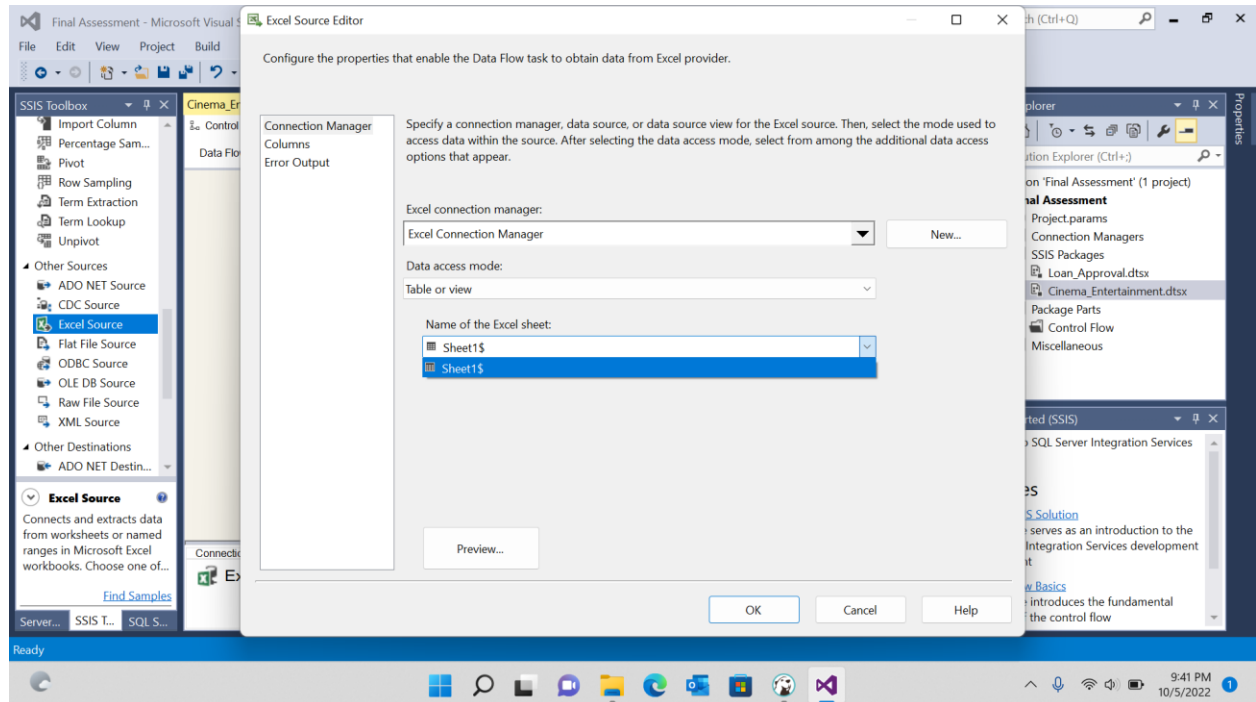 Final Assessment - Microsoft Visual S
File Edit View Project Build
Excel Source Editor
ch (Ctrl+Q)
Configure the properties that enable the Data Flow task to obtain data from Excel provider.
SSIS Toolbox
Import Column
Percentage Sam...
Pivot
Row Sampling
Term Extraction
Term Lookup
Unpivot
Other Sources
ADO NET Source
CDC Source
Excel Source
Flat File Source
ODBC Source
OLE DB Source
Raw File Source
XML Source
Other Destinations
ADO NET Destin...
Excel Source
Connects and extracts data
from worksheets or named
ranges in Microsoft Excel
workbooks. Choose one of...
Find Samples
Server... SSIS T... SQL S...
Cinema_Er
Control
Data Flo
Connectio
Ex
Connection Manager
Columns
Error Output
Specify a connection manager, data source, or data source view for the Excel source. Then, select the mode used to
access data within the source. After selecting the data access mode, select from among the additional data access
options that appear.
Excel connection manager:
Excel Connection Manager
New...
Data access mode:
Table or view
Name of the Excel sheet:
Sheet1$
Sheet1$
Preview...
OK Cancel Help
plorer
ution Explorer (Ctrl+;)
on 'Final Assessment' (1 project)
nal Assessment
Project.params
Connection Managers
SSIS Packages
Loan_Approval.dtsx
Cinema_Entertainment.dtsx
Package Parts
Control Flow
Miscellaneous
Properties
rted (SSIS)
SQL Server Integration Services
es
S Solution
serves as an introduction to the
Integration Services development
nt
w Basics
introduces the fundamental
the control flow
Ready
9:41 PM
10/5/2022
1